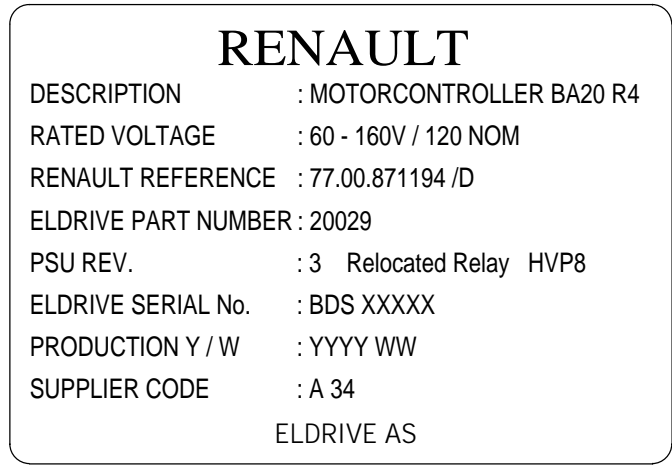 RENAULT
DESCRIPTION : MOTORCONTROLLER BA20 R4
RATED VOLTAGE : 60 - 160V / 120 NOM
RENAULT REFERENCE : 77.00.871194 /D
ELDRIVE PART NUMBER : 20029
PSU REV. : 3 Relocated Relay HVP8
ELDRIVE SERIAL No. : BDS XXXXX
PRODUCTION Y / W : YYYY WW
SUPPLIER CODE : A 34
ELDRIVE AS